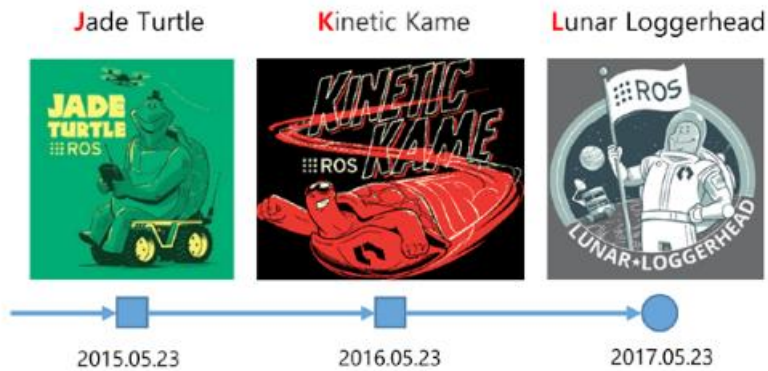 Jade Turtle
Kinetic Kame
Lunar Loggerhead
JADE
TURTLE
ROS
KINETIC
KAME
ROS
ROS
LUNAR★LOGGERHEAD
2015.05.23
2016.05.23
2017.05.23